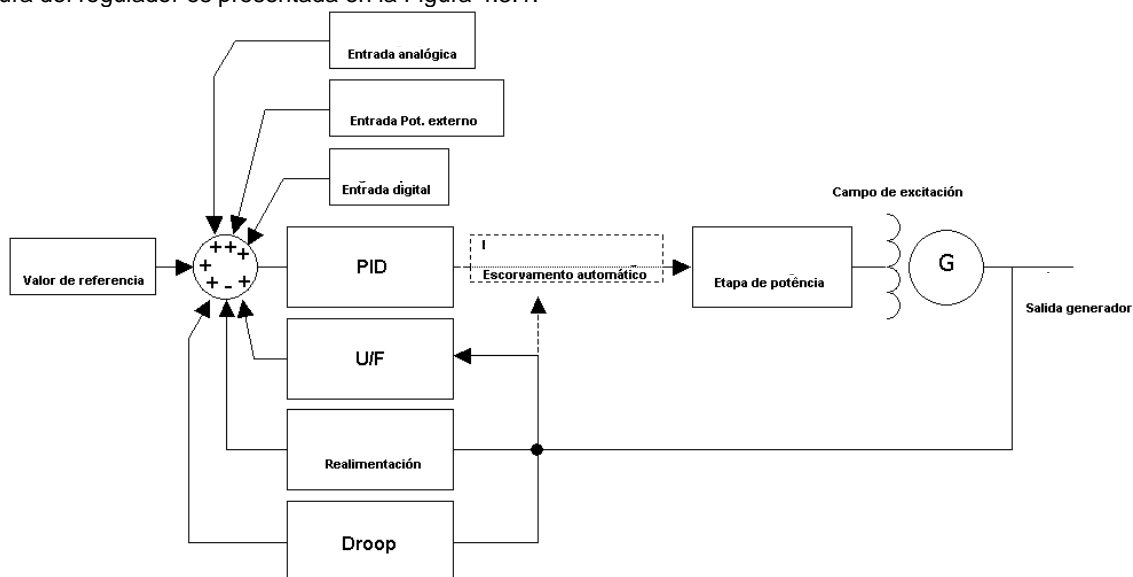 Entrada analógica
Entrada Pot. externo
Entrada digital
Campo de excitación
+ + +
+
+ - +
Valor de referencia
PID
Escorvamento automático
Etapa de potência
G
Salida generador
U/F
Realimentación
Droop